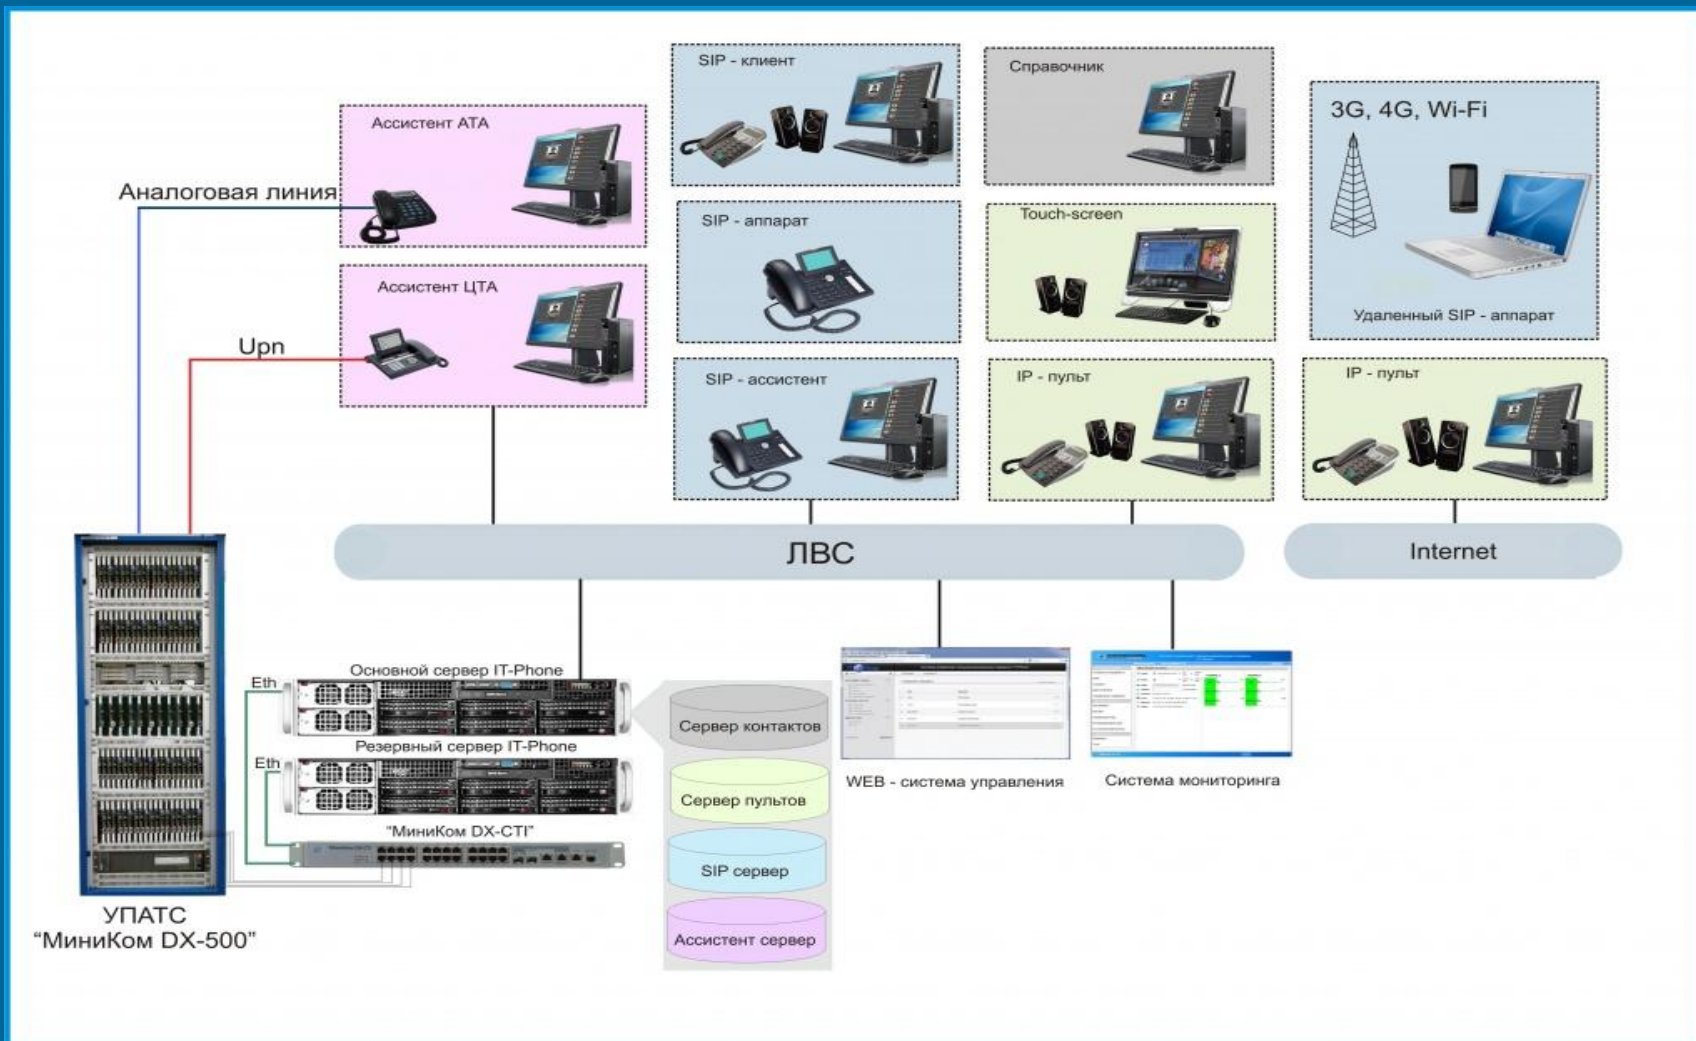 SIP - клиент
Справочник
3G, 4G, Wi-Fi
Ассистент АТА
Аналоговая линия
SIP - аппарат
Touch-screen
Ассистент ЦТА
Удаленный SIP - аппарат
Upn
SIP - ассистент
IP - пульт
IP - пульт
ЛВС
Internet
Основной сервер IT-Phone
Eth
Сервер контактов
Резервный сервер IT-Phone
Eth
WEB - система управления
Система мониторинга
Сервер пультов
“МиниКом DX-CTI”
SIP сервер
УПАТС
“МиниКом DX-500”
Ассистент сервер